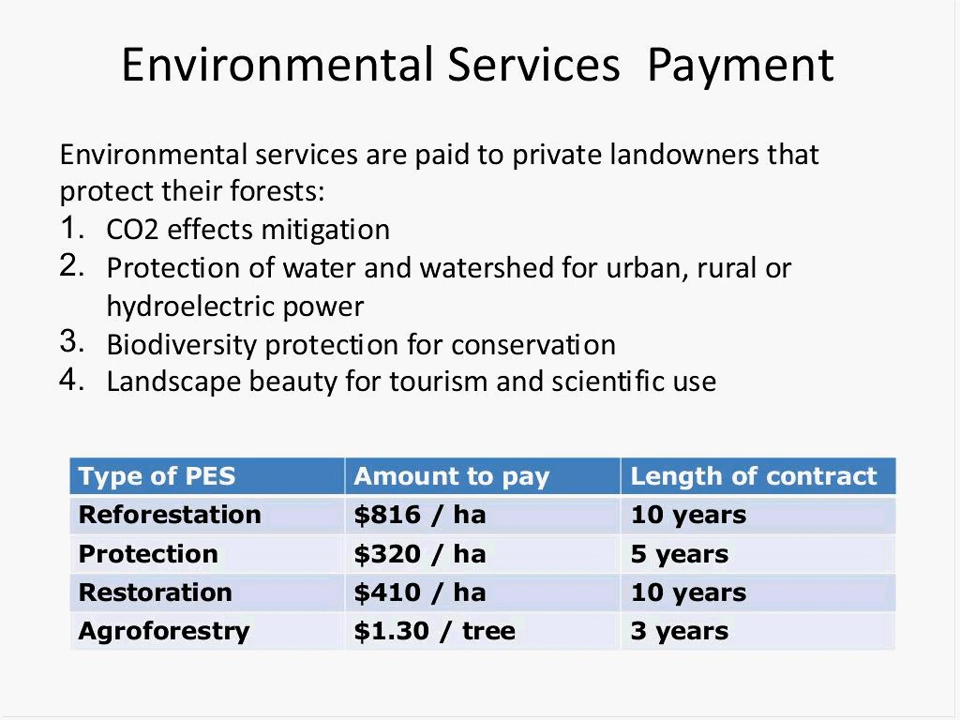 Environmental Services  Payment
Environmental services are paid to private landowners that
protect their forests:
1. CO2 effects mitigation
2. Protection of water and watershed for urban, rural or
hydroelectric power
3. Biodiversity protection for conservation
4. Landscape beauty for tourism and scientific use
Type of PES Amount to pay Length of contract
Reforestation $816 / ha 10 years
Protection $320 / ha 5 years
Restoration $410 / ha 10 years
Agroforestry $1.30 / tree 3 years